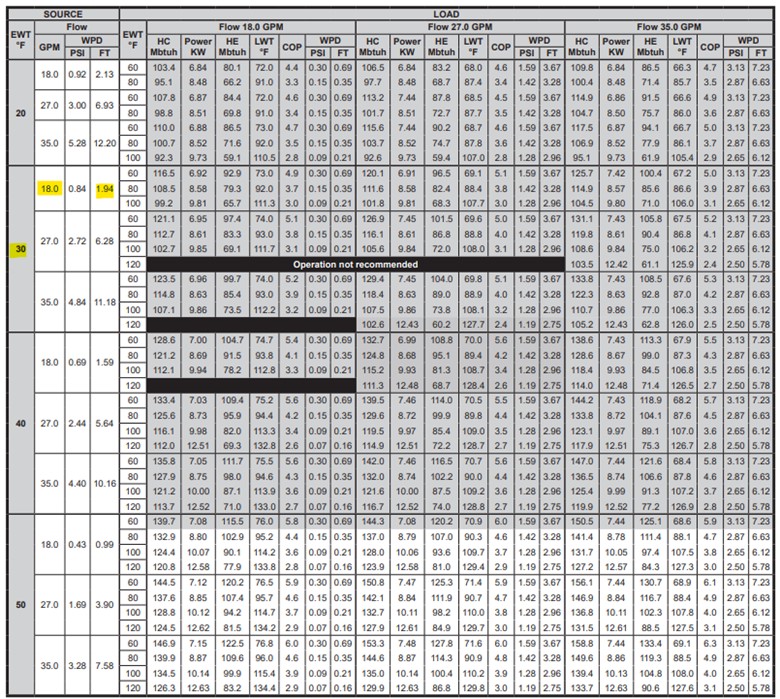 SOURCE LOAD
EWT °F Flow EWT °F Flow 18.0 GPM Flow 27.0 GPM Flow 35.0 GPM
GPM WPD HC Mbtuh Power KW HE Mbtuh LWT °F COP WPD HC Mbtuh Power KW HE Mbtuh LWT °F COP WPD HC Mbtuh Power KW HE Mbtuh LWT °F COP WPD
PSI FT PSI FT PSI FT PSI FT
20 18.0 0.92 2.13 60 103.4 6.84 80.1 72.0 4.4 0.30 0.69 106.5 6.84 83.2 68.0 4.6 1.59 3.67 109.8 6.84 86.5 66.3 4.7 3.13 7.23
80 95.1 8.48 66.2 91.0 3.3 0.15 0.35 97.7 8.48 68.7 87.4 3.4 1.42 3.28 100.4 8.48 71.4 85.7 3.5 2.87 6.63
27.0 3.00 6.93 60 107.8 6.87 84.4 72.0 4.6 0.30 0.69 113.2 7.44 87.8 68.5 4.5 1.59 3.67 114.9 6.86 91.5 66.6 4.9 3.13 7.23
80 98.8 8.51 69.8 91.0 3.4 0.15 0.35 101.7 8.51 72.7 87.7 3.5 1.42 3.28 104.7 8.50 75.7 86.0 3.6 2.87 6.63
35.0 5.28 12.20 60 110.0 6.88 86.5 73.0 4.7 0.30 0.69 115.6 7.44 90.2 68.7 4.6 1.59 3.67 117.5 6.87 94.1 66.7 5.0 3.13 7.23
80 100.7 8.52 71.6 92.0 3.5 0.15 0.35 103.7 8.52 74.7 87.8 3.6 1.42 3.28 106.9 8.52 77.9 86.1 3.7 2.87 6.63
100 92.3 9.73 59.1 110.5 2.8 0.09 0.21 92.6 9.73 59.4 107.0 2.8 1.28 2.96 95.1 9.73 61.9 105.4 2.9 2.65 6.12
30 18.0 0.84 1.94 60 116.5 6.92 92.9 73.0 4.9 0.30 0.69 120.1 6.91 96.5 69.1 5.1 1.59 3.67 125.7 7.42 100.4 67.2 5.0 3.13 7.23
80 108.5 8.58 79.3 92.0 3.7 0.15 0.35 111.6 8.58 82.4 88.4 3.8 1.42 3.28 114.9 8.57 85.6 86.6 3.9 2.87 6.63
100 99.2 9.81 65.7 111.3 3.0 0.09 0.21 101.8 9.81 68.3 107.7 3.0 1.28 2.96 104.5 9.80 71.0 106.0 3.1 2.65 6.12
27.0 2.72 6.28 60 121.1 6.95 97.4 74.0 5.1 0.30 0.69 126.9 7.45 101.5 69.6 5.0 1.59 3.67 131.1 7.43 105.8 67.5 5.2 3.13 7.23
80 112.7 8.61 83.3 93.0 3.8 0.15 0.35 116.1 8.61 86.8 88.8 4.0 1.42 3.28 119.8 8.61 90.4 86.8 4.1 2.87 6.63
100 102.7 9.85 69.1 111.7 3.1 0.09 0.21 105.6 9.84 72.0 108.0 3.1 1.28 2.96 108.6 9.84 75.0 106.2 3.2 2.65 6.12
120 Operation not recommended 103.5 12.42 61.1 125.9 2.4 2.50 5.78
35.0 4.84 11.18 60 123.5 6.96 99.7 74.0 5.2 0.30 0.69 129.4 7.45 104.0 69.8 5.1 1.59 3.67 133.8 7.43 108.5 67.6 5.3 3.13 7.23
80 114.8 8.63 85.4 93.0 3.9 0.15 0.35 118.4 8.63 89.0 88.9 4.0 1.42 3.28 122.3 8.63 92.8 87.0 4.2 2.87 6.63
100 107.1 9.86 73.5 112.2 3.2 0.09 0.21 107.5 9.86 73.8 108.1 3.2 1.28 2.96 110.7 9.86 77.0 106.3 3.3 2.65 6.12
120 102.6 12.43 60.2 127.7 2.4 1.19 2.75 105.2 12.43 62.8 126.0 2.5 2.50 5.78
40 18.0 0.69 1.59 60 128.6 7.00 104.7 74.7 5.4 0.30 0.69 132.7 6.99 108.8 70.0 5.6 1.59 3.67 138.6 7.43 113.3 67.9 5.5 3.13 7.23
80 121.2 8.69 91.5 93.8 4.1 0.15 0.35 124.8 8.68 95.1 89.4 4.2 1.42 3.28 128.6 8.67 99.0 87.3 4.3 2.87 6.63
100 112.1 9.94 78.2 112.8 3.3 0.09 0.21 115.2 9.93 81.3 108.7 3.4 1.28 2.96 118.4 9.93 84.5 106.8 3.5 2.65 6.12
120 111.3 12.48 68.7 128.4 2.6 1.19 2.75 114.0 12.48 71.4 126.5 2.7 2.50 5.78
27.0 2.44 5.64 60 133.4 7.03 109.4 75.2 5.6 0.30 0.69 139.5 7.46 114.0 70.5 5.5 1.59 3.67 144.2 7.43 118.9 68.2 5.7 3.13 7.23
80 125.6 8.73 95.9 94.4 4.2 0.15 0.35 129.6 8.72 99.9 89.8 4.4 1.42 3.28 133.8 8.72 104.1 87.6 4.5 2.87 6.63
100 116.1 9.98 82.0 113.3 3.4 0.09 0.21 119.5 9.97 85.4 109.0 3.5 1.28 2.96 123.1 9.97 89.1 107.0 3.6 2.65 6.12
120 112.0 12.51 69.3 132.8 2.6 0.07 0.16 114.9 12.51 72.2 128.7 2.7 1.19 2.75 117.9 12.51 75.3 126.7 2.8 2.50 5.78
35.0 4.40 10.16 60 135.8 7.05 111.7 75.5 5.6 0.30 0.69 142.0 7.46 116.5 70.7 5.6 1.59 3.67 147.0 7.44 121.6 68.4 5.8 3.13 7.23
80 127.9 8.75 98.0 94.6 4.3 0.15 0.35 132.0 8.74 102.2 90.0 4.4 1.42 3.28 136.5 8.74 106.6 87.8 4.6 2.87 6.63
100 121.2 10.00 87.1 113.9 3.6 0.09 0.21 121.6 10.00 87.5 109.2 3.6 1.28 2.96 125.4 9.99 91.3 107.2 3.7 2.65 6.12
120 113.7 12.52 71.0 133.0 2.7 0.07 0.16 116.7 12.52 74.0 128.8 2.7 1.19 2.75 119.9 12.52 77.2 126.9 2.8 2.50 5.78
50 18.0 0.43 0.99 60 139.7 7.08 115.5 76.0 5.8 0.30 0.69 144.3 7.08 120.2 70.9 6.0 1.59 3.67 150.5 7.44 125.1 68.6 5.9 3.13 7.23
80 132.9 8.80 102.9 95.2 4.4 0.15 0.35 137.0 8.79 107.0 90.3 4.6 1.42 3.28 141.4 8.78 111.4 88.1 4.7 2.87 6.63
100 124.4 10.07 90.1 114.2 3.6 0.09 0.21 128.0 10.06 93.6 109.7 3.7 1.28 2.96 131.7 10.05 97.4 107.5 3.8 2.65 6.12
120 120.8 12.58 77.9 133.8 2.8 0.07 0.16 123.9 12.58 81.0 129.4 2.9 1.19 2.75 127.2 12.57 84.3 127.3 3.0 2.50 5.78
27.0 1.69 3.90 60 144.5 7.12 120.2 76.5 5.9 0.30 0.69 150.8 7.47 125.3 71.4 5.9 1.59 3.67 156.1 7.44 130.7 68.9 6.1 3.13 7.23
80 137.6 8.85 107.4 95.7 4.6 0.15 0.35 142.1 8.84 111.9 90.7 4.7 1.42 3.28 146.9 8.84 116.7 88.4 4.9 2.87 6.63
100 128.8 10.12 94.2 114.7 3.7 0.09 0.21 132.7 10.11 98.2 110.0 3.8 1.28 2.96 136.8 10.11 102.3 107.8 4.0 2.65 6.12
120 124.5 12.62 81.5 134.2 2.9 0.07 0.16 127.9 12.61 84.9 129.7 3.0 1.19 2.75 131.5 12.61 88.5 127.5 3.1 2.50 5.78
35.0 3.28 7.58 60 146.9 7.15 122.5 76.8 6.0 0.30 0.69 153.3 7.48 127.8 71.6 6.0 1.59 3.67 158.8 7.44 133.4 69.1 6.3 3.13 7.23
80 139.9 8.87 109.6 96.0 4.6 0.15 0.35 144.6 8.87 114.3 90.9 4.8 1.42 3.28 149.6 8.86 119.3 88.5 4.9 2.87 6.63
100 134.5 10.14 99.9 115.4 3.9 0.09 0.21 135.0 10.14 100.4 110.2 3.9 1.28 2.96 139.4 10.13 104.8 108.0 4.0 2.65 6.12
120 126.3 12.63 83.2 134.4 2.9 0.07 0.16 129.9 12.63 86.8 129.8 3.0 1.19 2.75 133.7 12.63 90.6 127.6 3.1 2.50 5.78